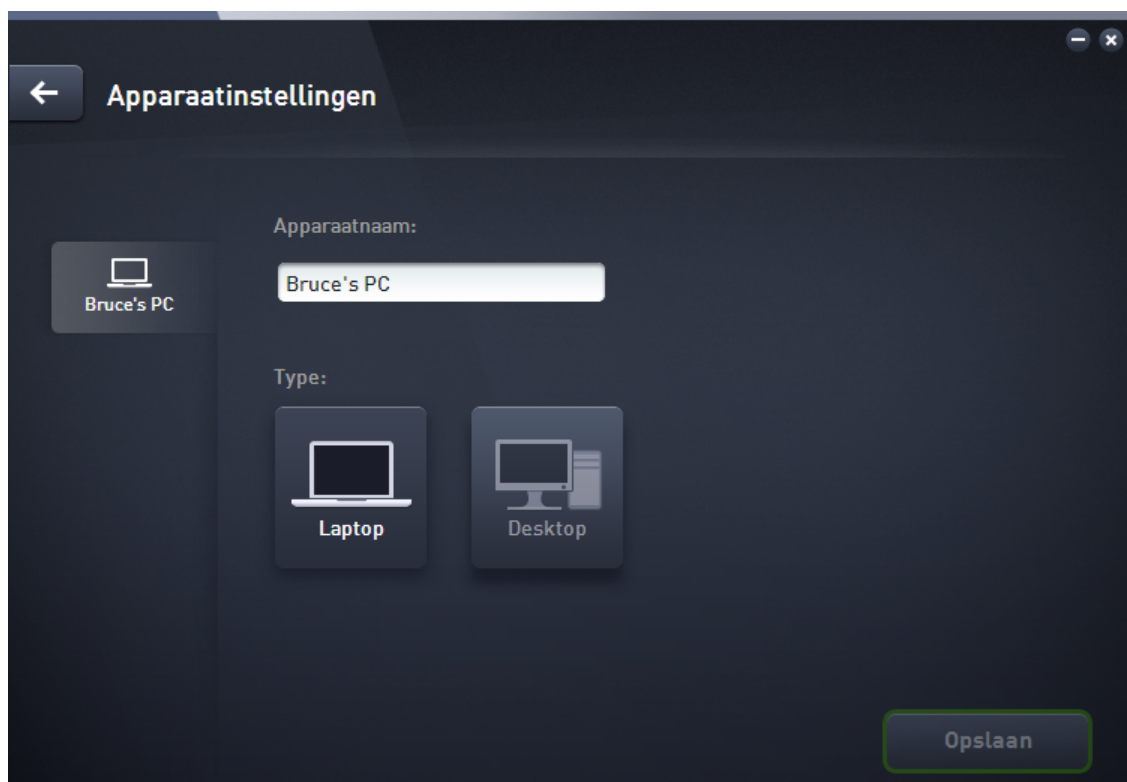 Apparaatinstellingen
Apparaatnaam:
Bruce's PC
Bruce's PC
Type:
Laptop
Desktop
Opslaan